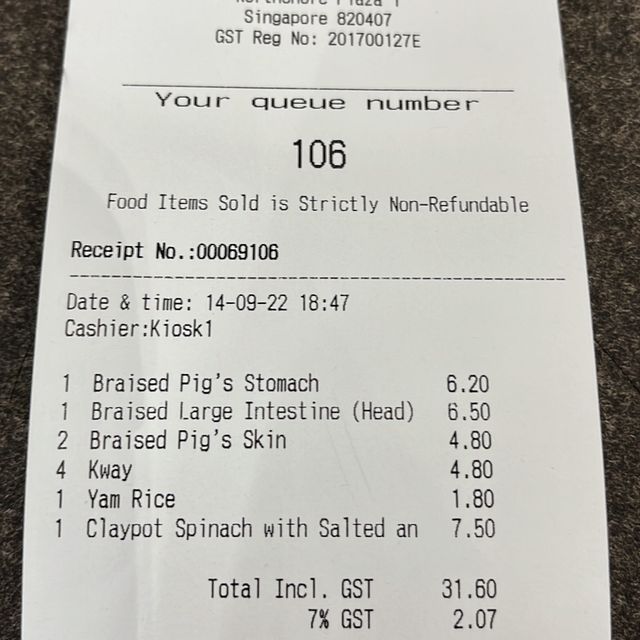 Singapore 820407
GST Reg No: 201700127E
Your queue number
106
Food Items Sold is Strictly Non-Refundable
Receipt No.:00069106
Date & time: 14-09-22 18:47
Cashier:Kiosk1
1 Braised Pig's Stomach 6.20
1 Braised Large Intestine (Head) 6.50
2 Braised Pig's Skin 4.80
4 Kway 4.80
1 Yam Rice 1.80
1 Claypot Spinach with Salted an 7.50
Total Incl. GST 31.60
7% GST 2.07